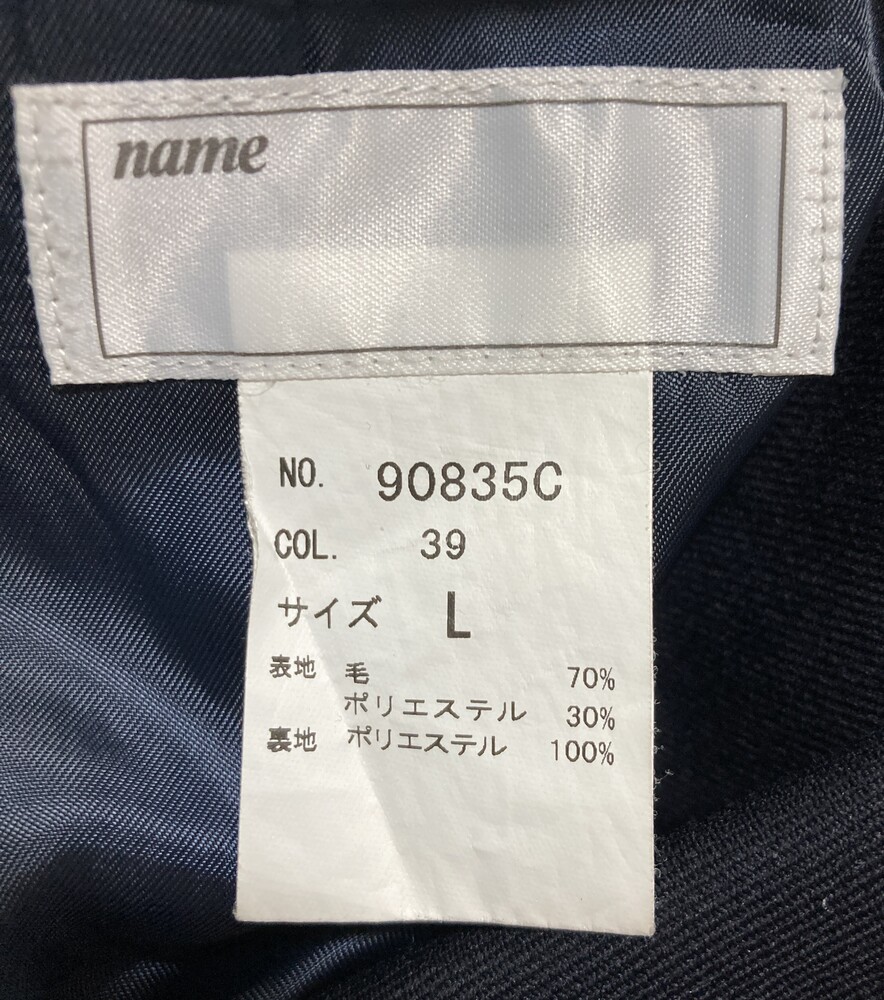 name
NO. 90835C
COL. 39
サイズ L
表地 毛 70%
ポリエステル 30%
裏地 ポリエステル 100%